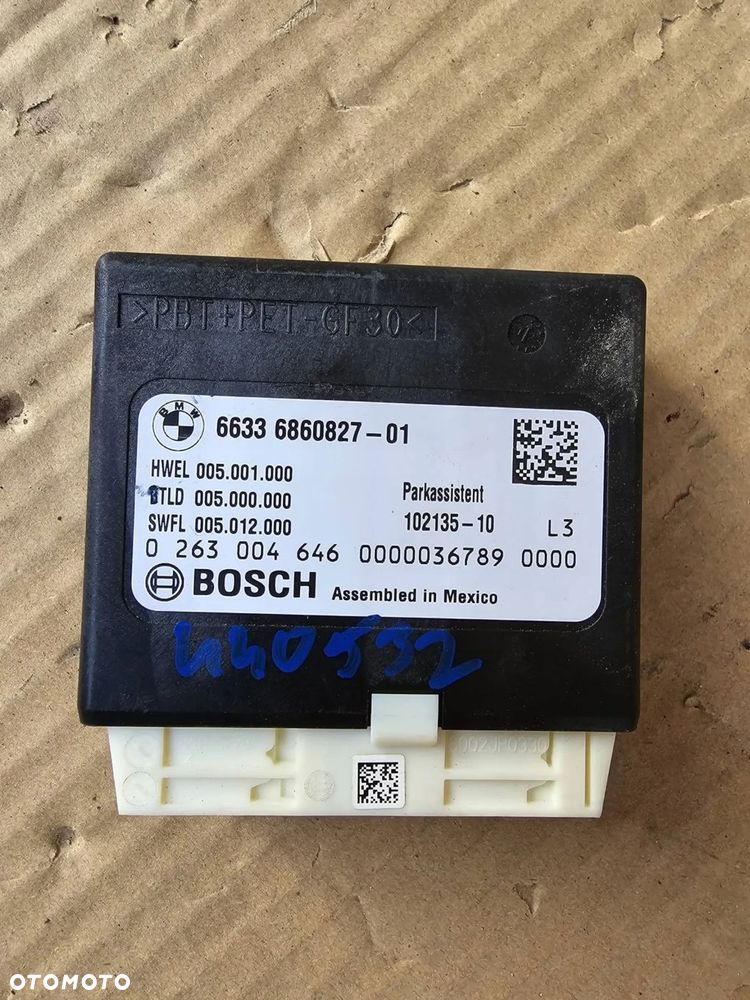 >PBT+PET-GF30<
BMW
6633 6860827-01
HWEL 005.001.000
BTLD 005.000.000
Parkassistent
SWFL 005.012.000
102135-10
L3
0 263 004 646 0000036789 0000
BOSCH Assembled in Mexico
440532
OTOMOTO